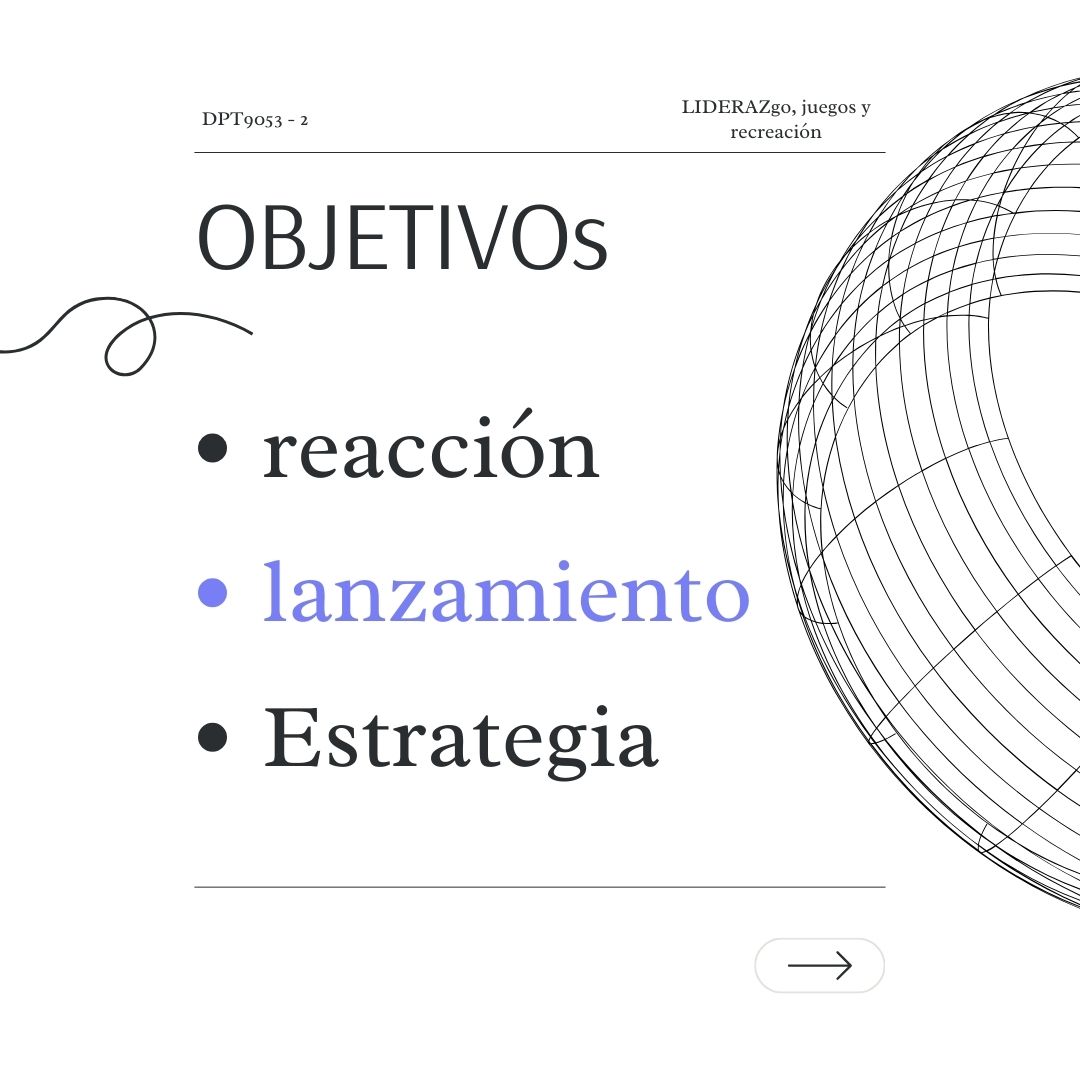 DPT9053 - 2
LIDERAZgo, juegos y
recreación
OBJETIVOs
• reacción
• lanzamiento
• Estrategia